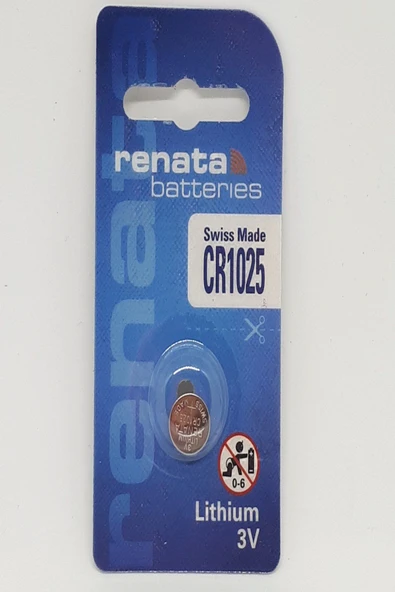 renata
renata
batteries
Swiss Made
CR1025
0-6
Lithium
3V